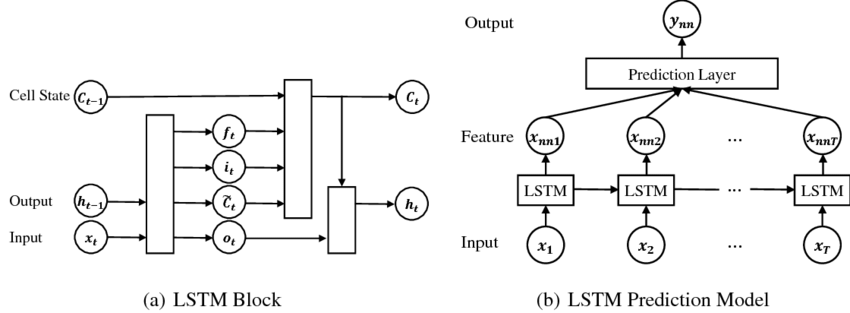 Cell State C_{t-1} C_t
f_t
i_t
Output h_{t-1} C̃_t h_t
Input x_t o_t
(a) LSTM Block
Output y_{nn}
Prediction Layer
Feature x_{nn1} x_{nn2} ... x_{nnT}
LSTM LSTM ... LSTM
Input x_1 x_2 ... x_T
(b) LSTM Prediction Model